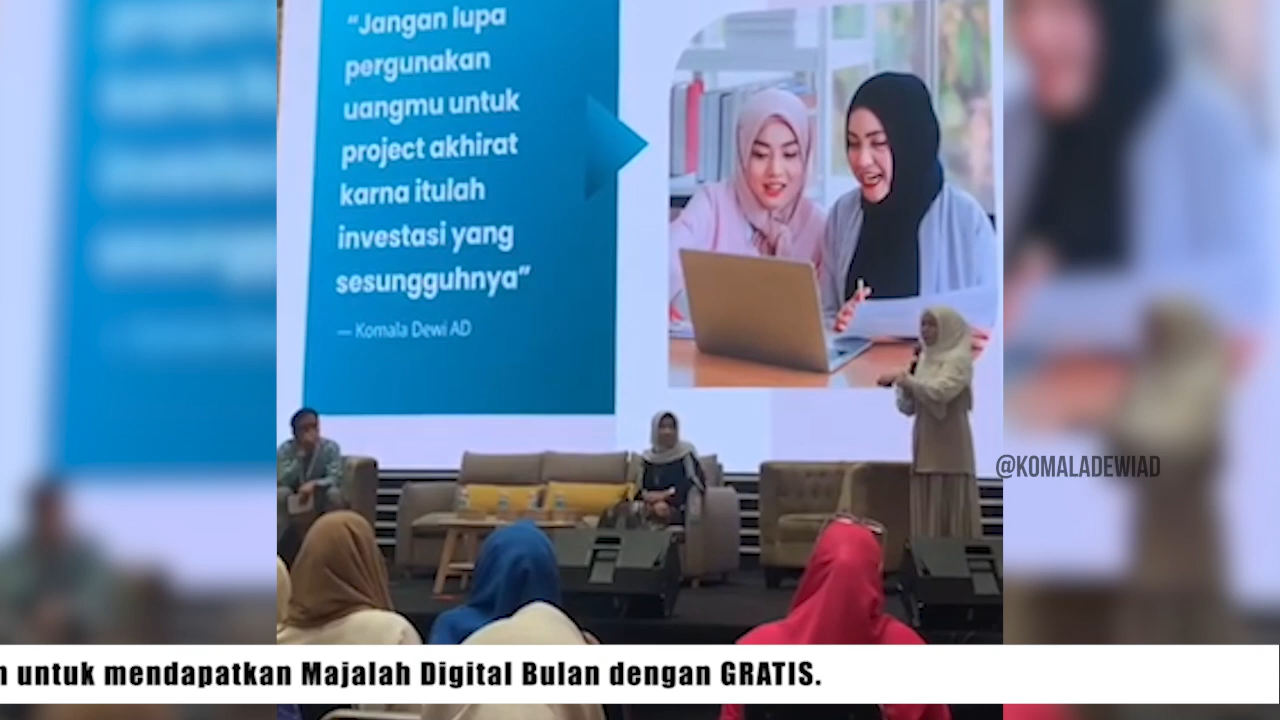 “Jangan lupa
pergunakan
uangmu untuk
project akhirat
karna itulah
investasi yang
sesungguhnya”
— Komala Dewi AD
@KOMALADEWIAD
untuk mendapatkan Majalah Digital Bulan dengan GRATIS.